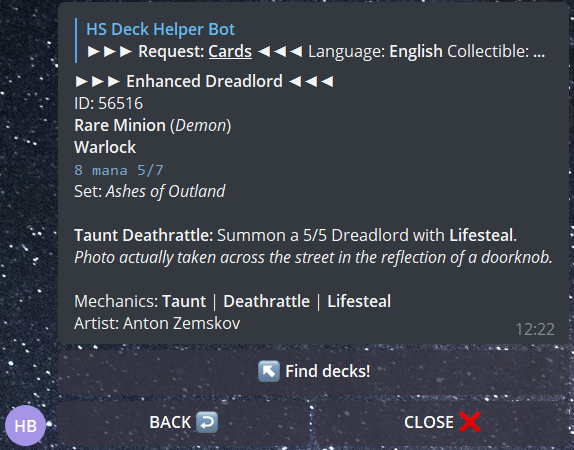 HS Deck Helper Bot
►►► Request: Cards ◄◄◄ Language: English Collectible: ...
►►► Enhanced Dreadlord ◄◄◄
ID: 56516
Rare Minion (Demon)
Warlock
8 mana 5/7
Set: Ashes of Outland
Taunt Deathrattle: Summon a 5/5 Dreadlord with Lifesteal.
Photo actually taken across the street in the reflection of a doorknob.
Mechanics: Taunt | Deathrattle | Lifesteal
Artist: Anton Zemskov
12:22
Find decks!
HB
BACK
CLOSE